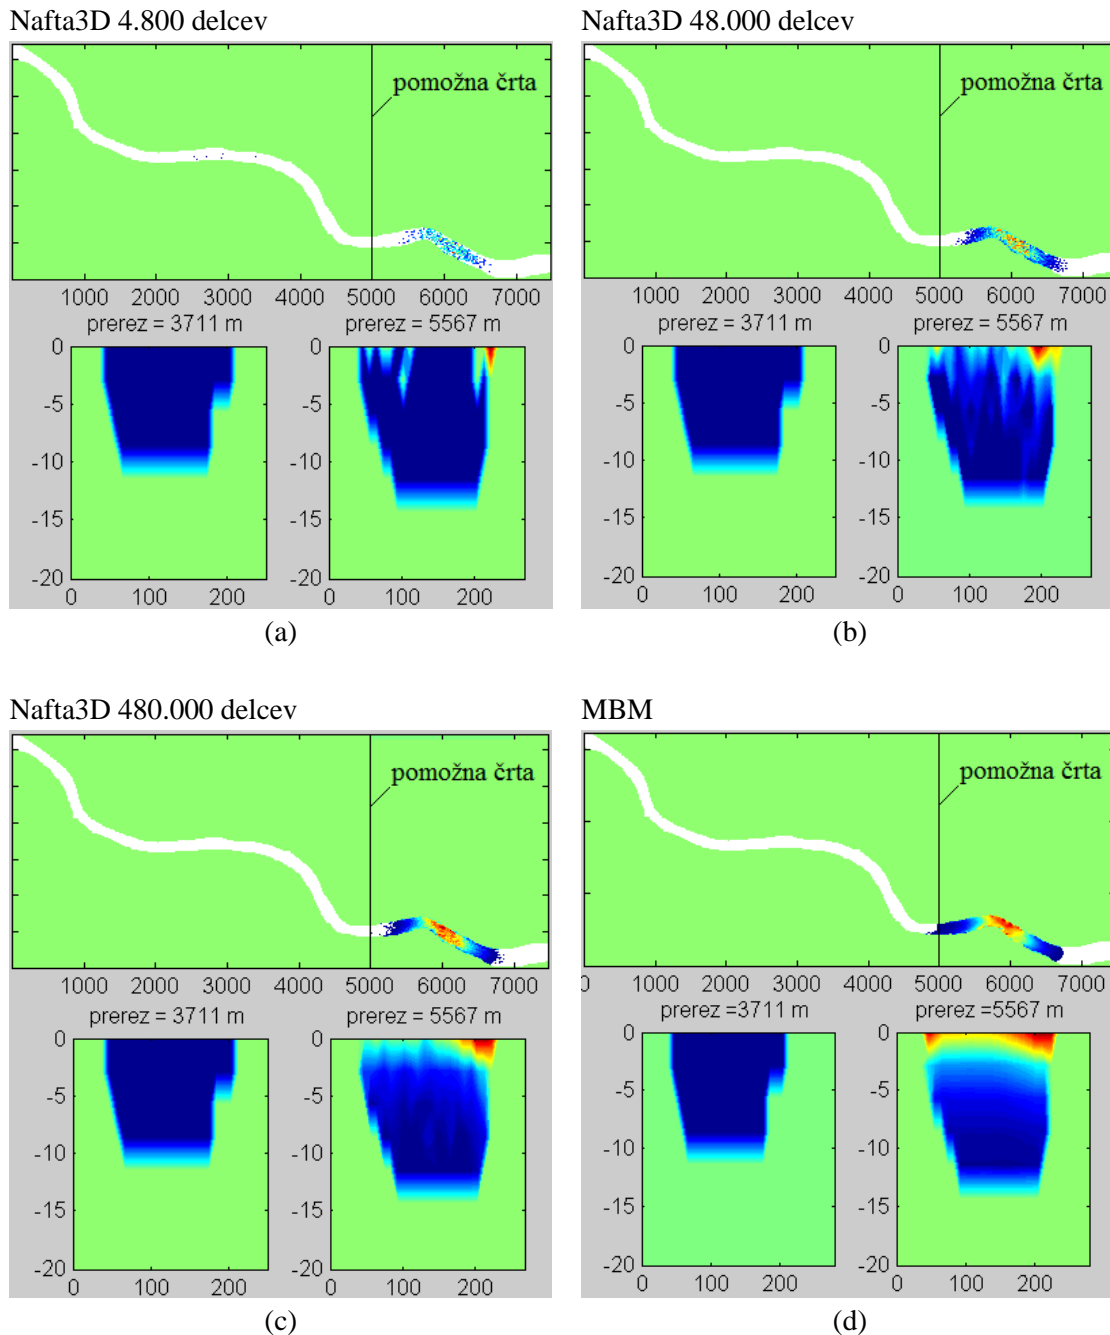 Nafta3D 4.800 delcev
pomožna črta
1000 2000 3000 4000 5000 6000 7000
prerez = 3711 m
prerez = 5567 m
0
-5
-10
-15
-20
0 100 200
0
-5
-10
-15
-20
0 100 200
(a)
Nafta3D 48.000 delcev
pomožna črta
1000 2000 3000 4000 5000 6000 7000
prerez = 3711 m
prerez = 5567 m
0
-5
-10
-15
-20
0 100 200
0
-5
-10
-15
-20
0 100 200
(b)
Nafta3D 480.000 delcev
pomožna črta
1000 2000 3000 4000 5000 6000 7000
prerez = 3711 m
prerez = 5567 m
0
-5
-10
-15
-20
0 100 200
0
-5
-10
-15
-20
0 100 200
(c)
MBM
pomožna črta
0 1000 2000 3000 4000 5000 6000 7000
prerez =3711 m
prerez =5567 m
0
-5
-10
-15
-20
0 100 200
0
-5
-10
-15
-20
0 100 200
(d)